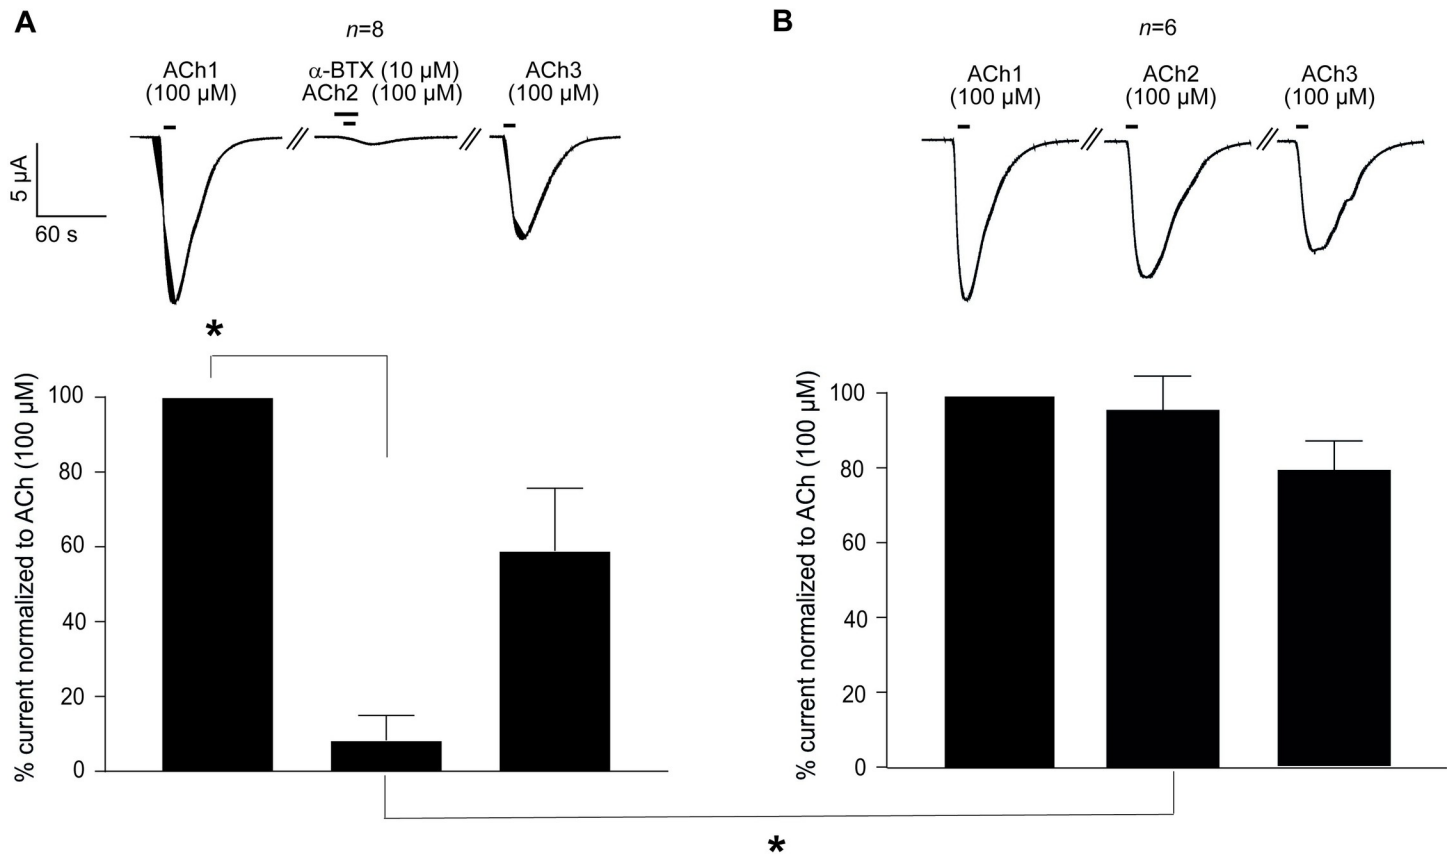 A
n=8
ACh1
(100 µM)
α-BTX (10 µM)
ACh2 (100 µM)
ACh3
(100 µM)
5 µA
60 s
*
% current normalized to ACh (100 µM)
100
80
60
40
20
0
B
n=6
ACh1
(100 µM)
ACh2
(100 µM)
ACh3
(100 µM)
% current normalized to ACh (100 µM)
100
80
60
40
20
0
*